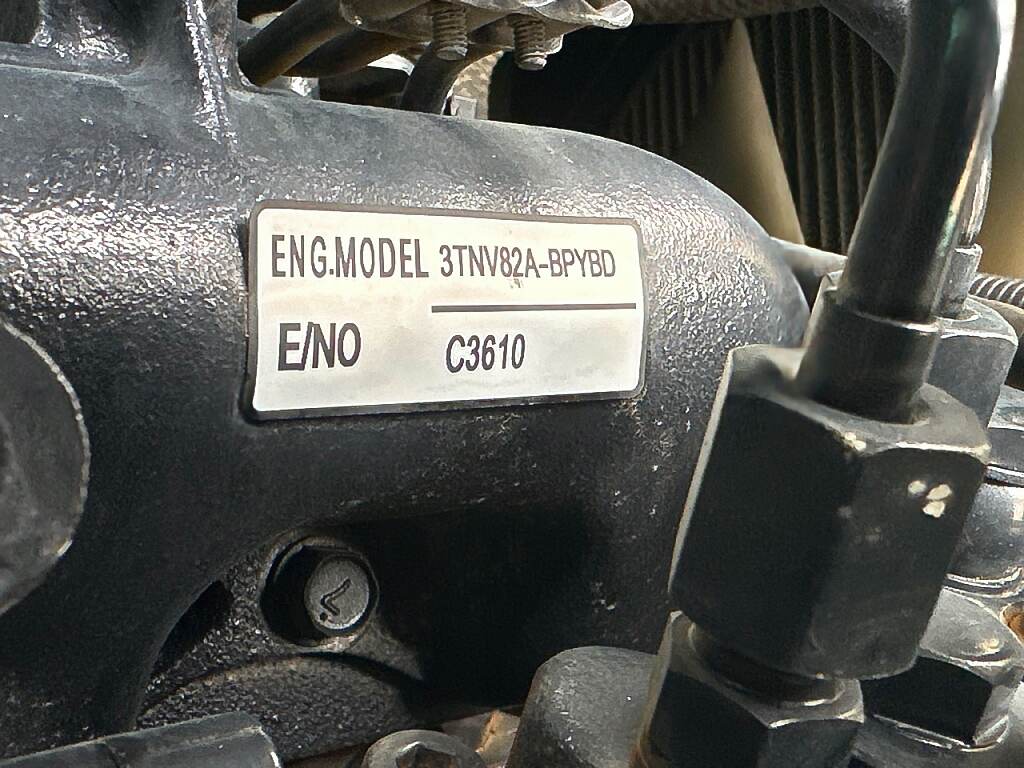 ENG.MODEL 3TNV82A-BPYBD
E/NO C3610